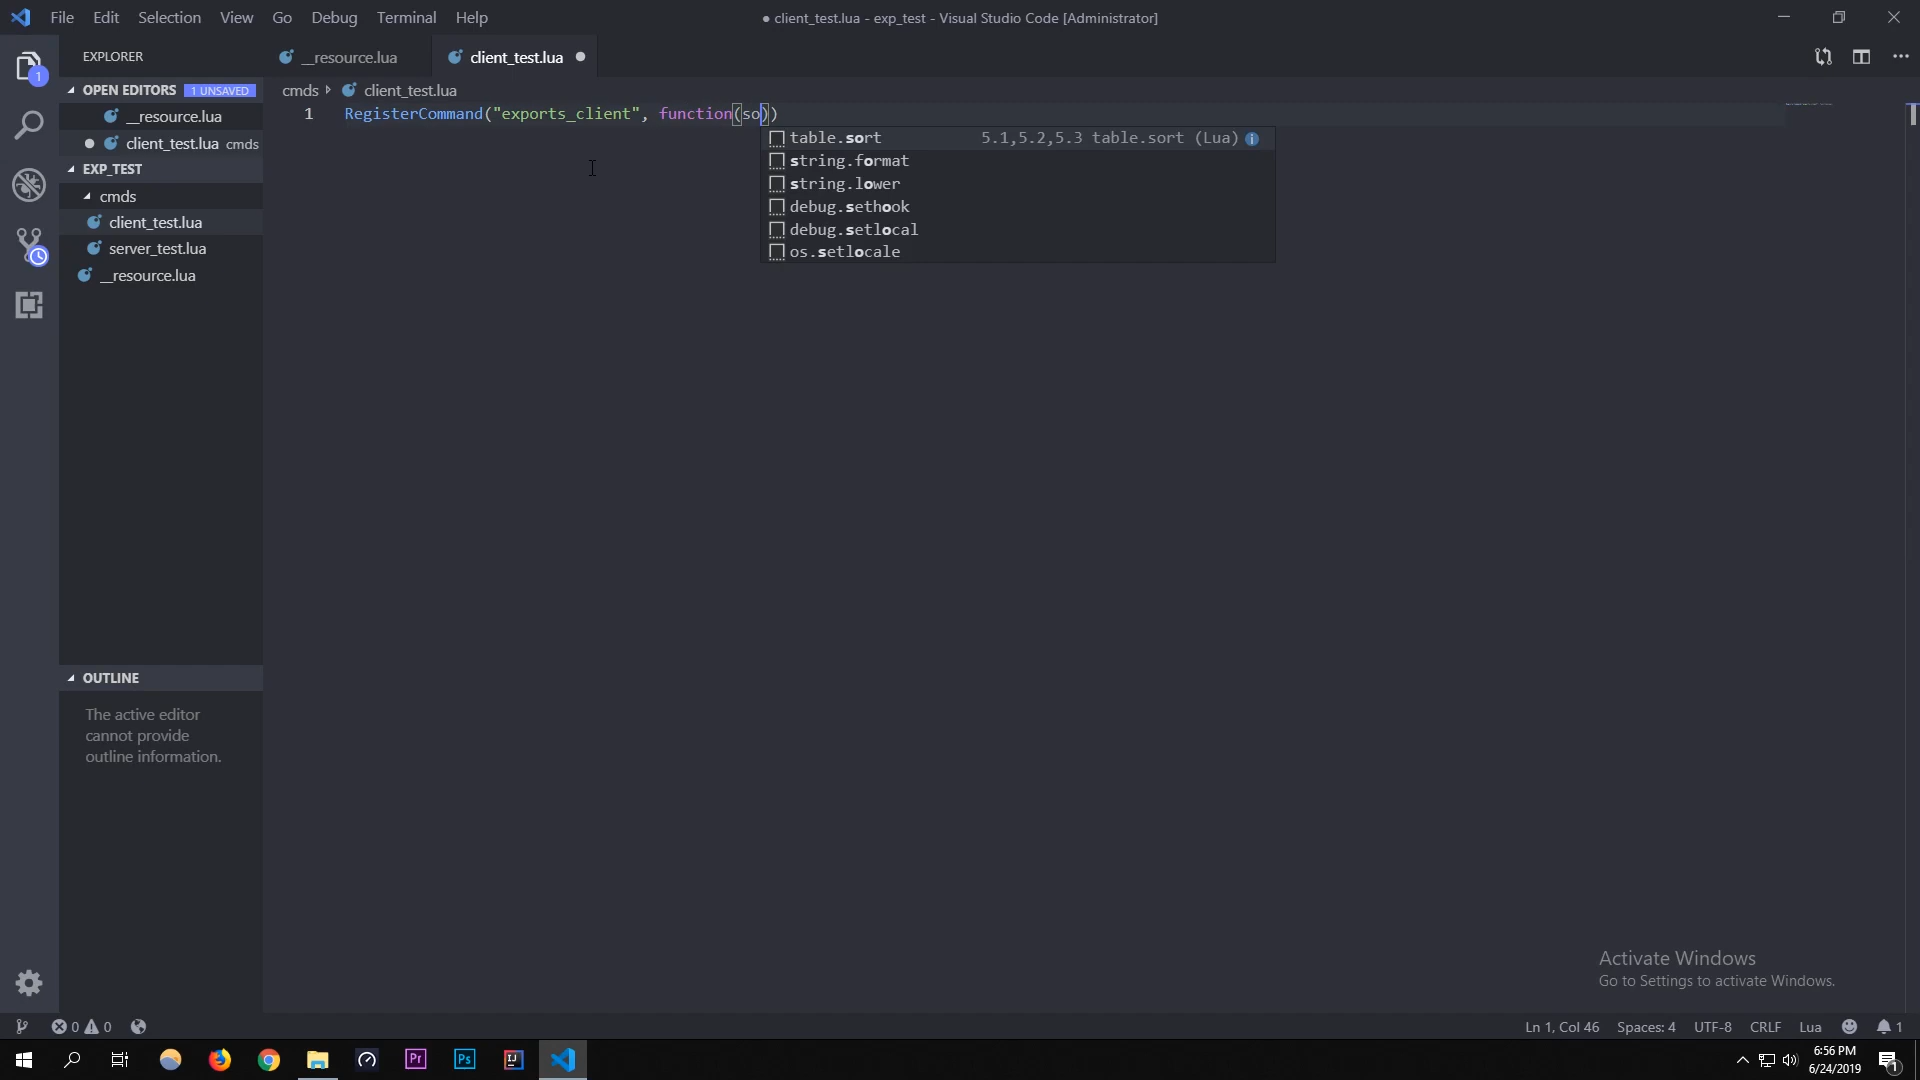 File Edit Selection View Go Debug Terminal Help
● client_test.lua - exp_test - Visual Studio Code [Administrator]
EXPLORER
__resource.lua
client_test.lua
OPEN EDITORS 1 UNSAVED
cmds client_test.lua
__resource.lua
1 RegisterCommand("exports_client", function(so))
client_test.lua cmds
table.sort 5.1,5.2,5.3 table.sort (Lua)
string.format
string.lower
debug.sethook
debug.setlocal
os.setlocale
EXP_TEST
cmds
client_test.lua
server_test.lua
__resource.lua
1
OUTLINE
The active editor
cannot provide
outline information.
Activate Windows
Go to Settings to activate Windows.
0 0
Ln 1, Col 46 Spaces: 4 UTF-8 CRLF Lua 1
Pr
Ps
IJ
6:56 PM
6/24/2019
1